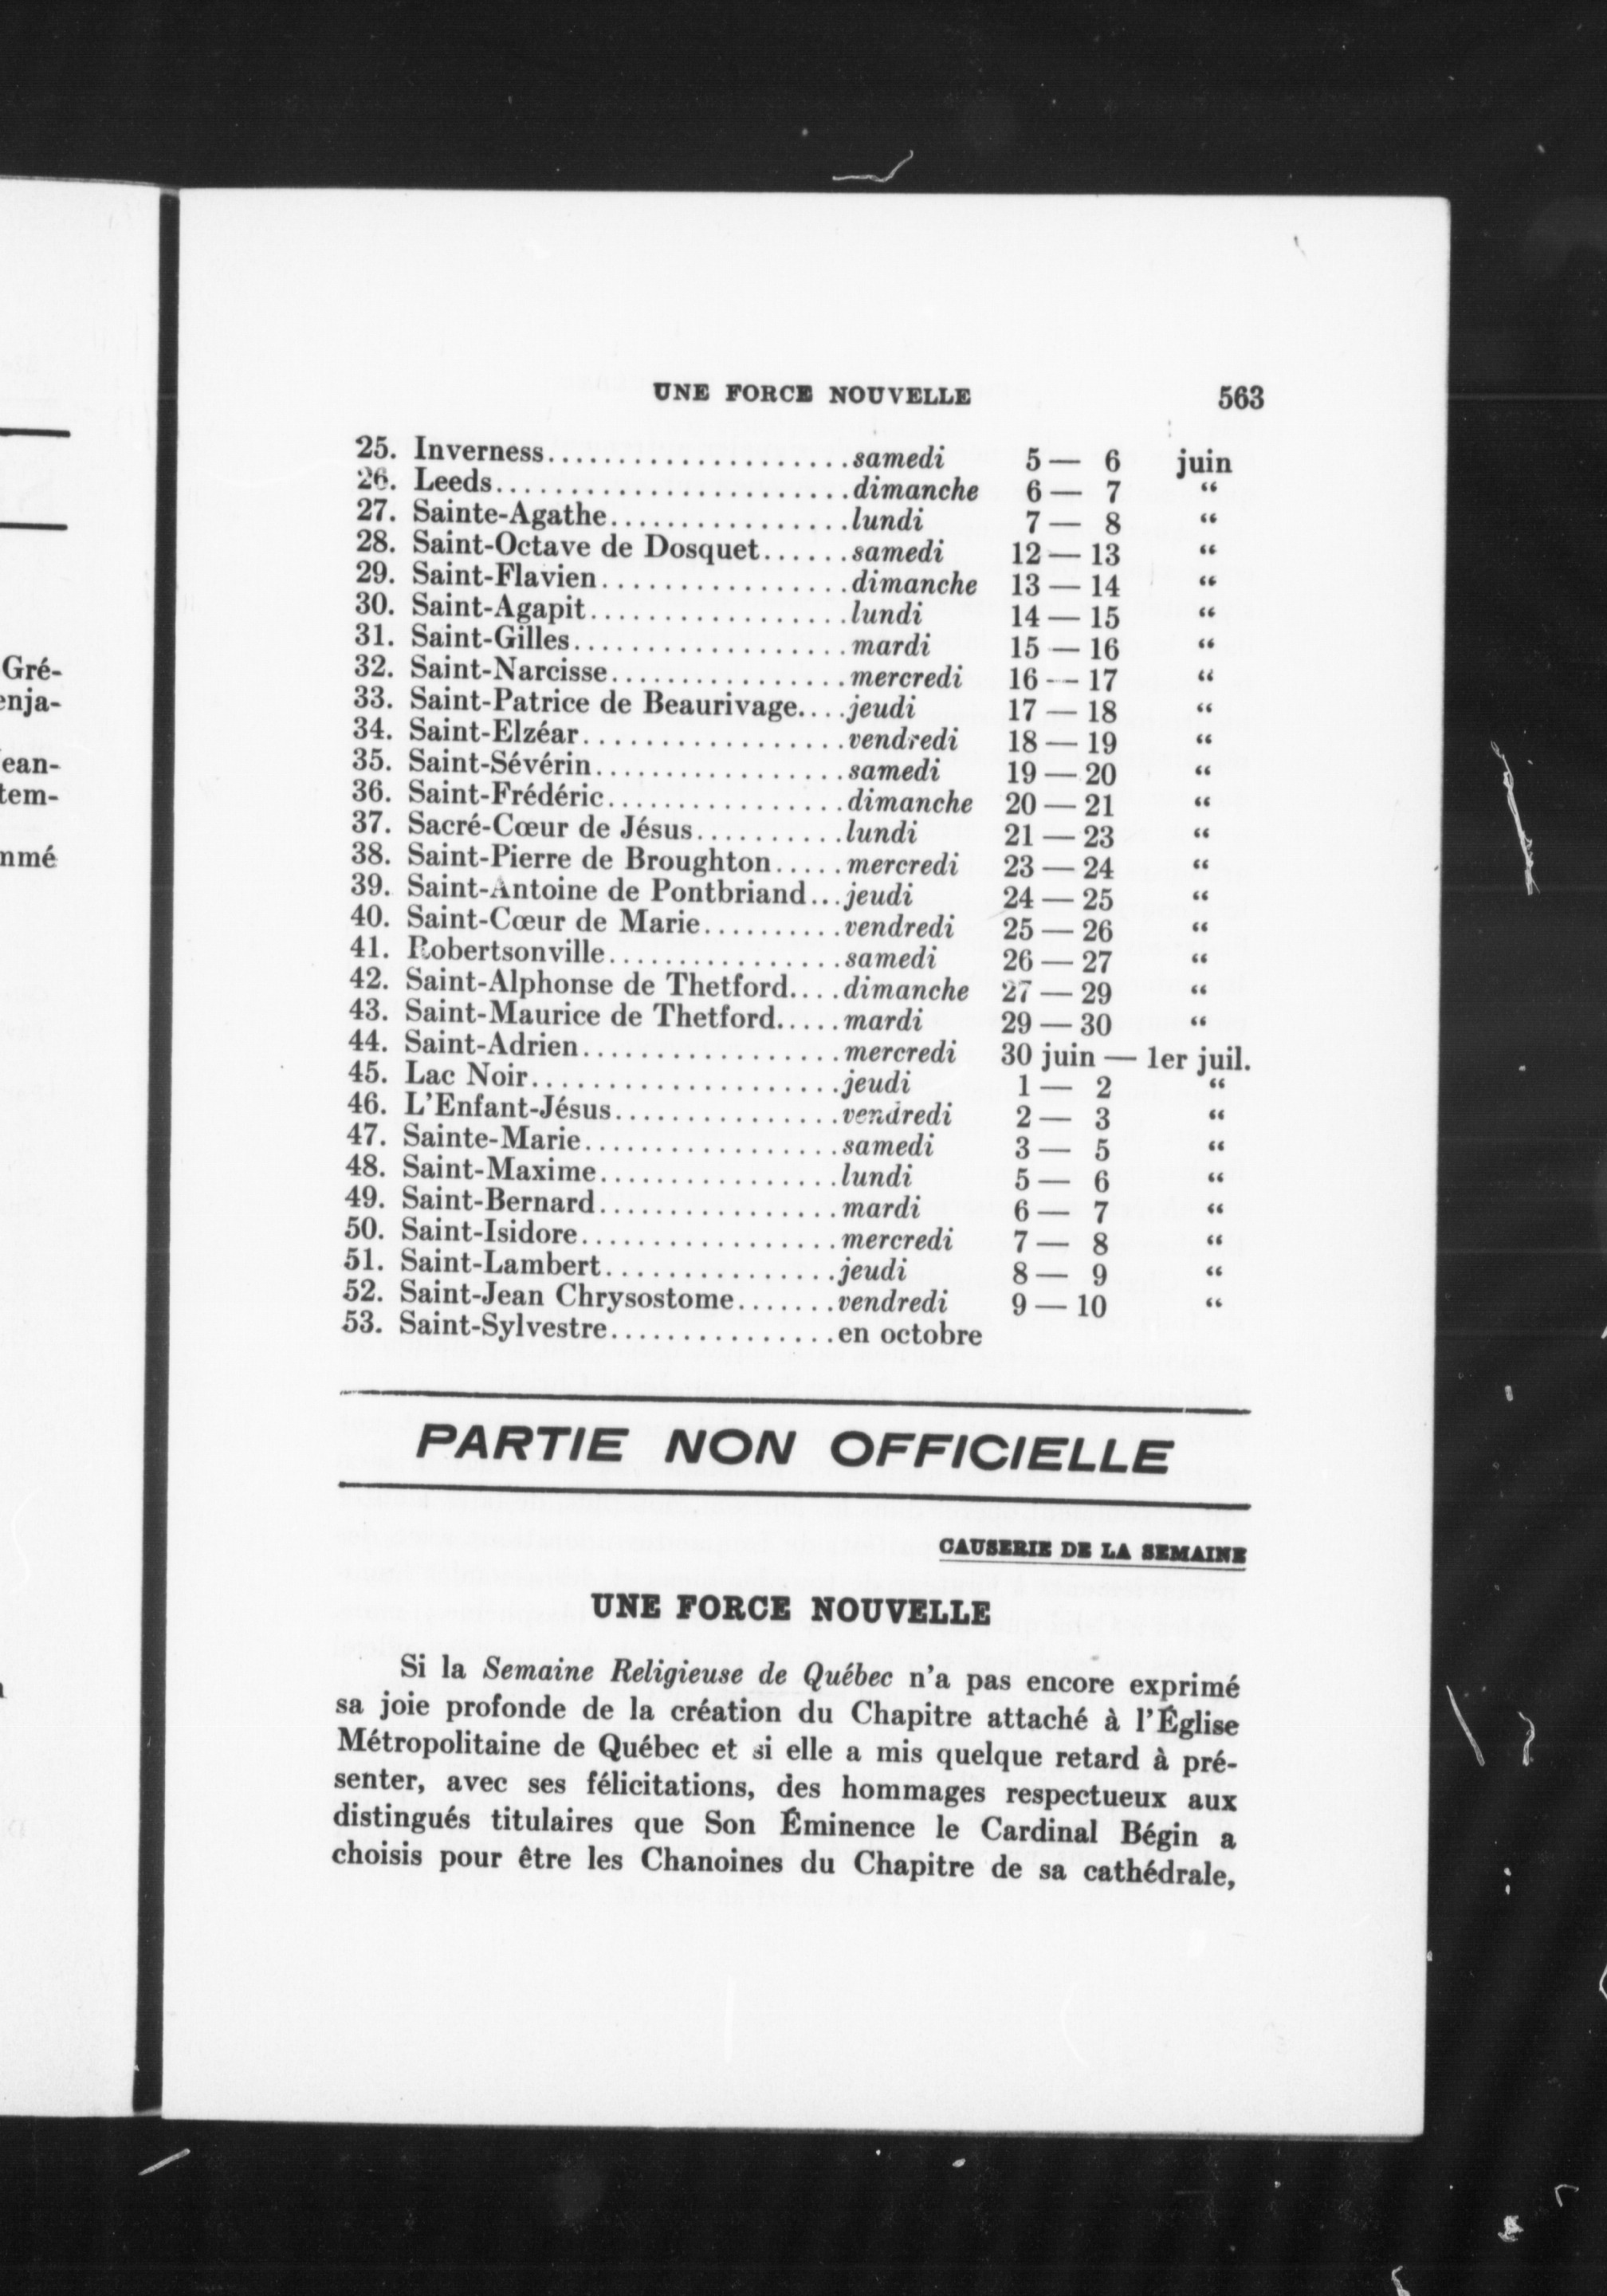 Gré-
enja-
ean-
tem-
mmé
UNE FORCE NOUVELLE 563
25. Inverness.....................samedi 5 — 6 juin
26. Leeds........................dimanche 6 — 7 “
27. Sainte-Agathe................lundi 7 — 8 “
28. Saint-Octave de Dosquet......samedi 12 — 13 “
29. Saint-Flavien.................dimanche 13 — 14 “
30. Saint-Agapit..................lundi 14 — 15 “
31. Saint-Gilles...................mardi 15 — 16 “
32. Saint-Narcisse................mercredi 16 — 17 “
33. Saint-Patrice de Beaurivage....jeudi 17 — 18 “
34. Saint-Elzéar..................vendredi 18 — 19 “
35. Saint-Sévérin.................samedi 19 — 20 “
36. Saint-Frédéric................dimanche 20 — 21 “
37. Sacré-Cœur de Jésus..........lundi 21 — 23 “
38. Saint-Pierre de Broughton.....mercredi 23 — 24 “
39. Saint-Antoine de Pontbriand...jeudi 24 — 25 “
40. Saint-Cœur de Marie..........vendredi 25 — 26 “
41. Robertsonville................samedi 26 — 27 “
42. Saint-Alphonse de Thetford....dimanche 27 — 29 “
43. Saint-Maurice de Thetford.....mardi 29 — 30 “
44. Saint-Adrien..................mercredi 30 juin — 1er juil.
45. Lac Noir.....................jeudi 1 — 2 “
46. L'Enfant-Jésus...............vendredi 2 — 3 “
47. Sainte-Marie..................samedi 3 — 5 “
48. Saint-Maxime.................lundi 5 — 6 “
49. Saint-Bernard.................mardi 6 — 7 “
50. Saint-Isidore..................mercredi 7 — 8 “
51. Saint-Lambert................jeudi 8 — 9 “
52. Saint-Jean Chrysostome.......vendredi 9 — 10 “
53. Saint-Sylvestre................en octobre
PARTIE NON OFFICIELLE
CAUSERIE DE LA SEMAINE
UNE FORCE NOUVELLE
Si la Semaine Religieuse de Québec n'a pas encore exprimé
sa joie profonde de la création du Chapitre attaché à l'Église
Métropolitaine de Québec et si elle a mis quelque retard à pré-
senter, avec ses félicitations, des hommages respectueux aux
distingués titulaires que Son Éminence le Cardinal Bégin a
choisis pour être les Chanoines du Chapitre de sa cathédrale,